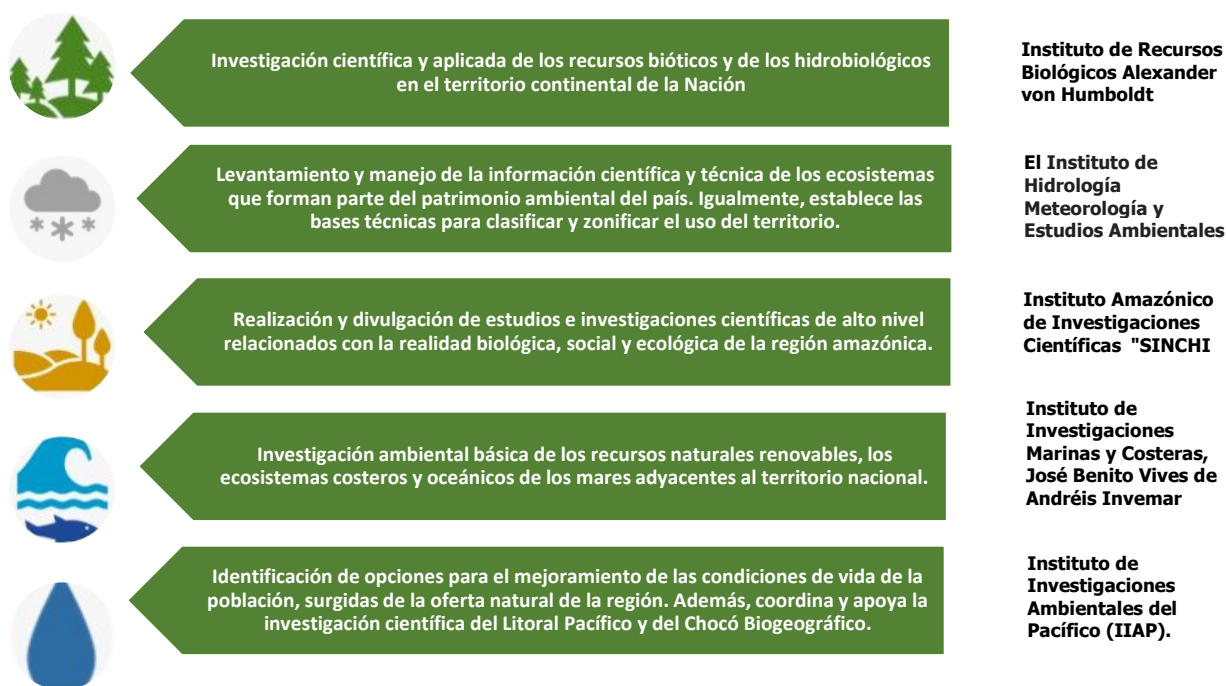 Investigación científica y aplicada de los recursos bióticos y de los hidrobiológicos
en el territorio continental de la Nación
Instituto de Recursos
Biológicos Alexander
von Humboldt
Levantamiento y manejo de la información científica y técnica de los ecosistemas
que forman parte del patrimonio ambiental del país. Igualmente, establece las
bases técnicas para clasificar y zonificar el uso del territorio.
El Instituto de
Hidrología
Meteorología y
Estudios Ambientales
Realización y divulgación de estudios e investigaciones científicas de alto nivel
relacionados con la realidad biológica, social y ecológica de la región amazónica.
Instituto Amazónico
de Investigaciones
Científicas "SINCHI
Investigación ambiental básica de los recursos naturales renovables, los
ecosistemas costeros y oceánicos de los mares adyacentes al territorio nacional.
Instituto de
Investigaciones
Marinas y Costeras,
José Benito Vives de
Andréis Invemar
Identificación de opciones para el mejoramiento de las condiciones de vida de la
población, surgidas de la oferta natural de la región. Además, coordina y apoya la
investigación científica del Litoral Pacífico y del Chocó Biogeográfico.
Instituto de
Investigaciones
Ambientales del
Pacífico (IIAP).